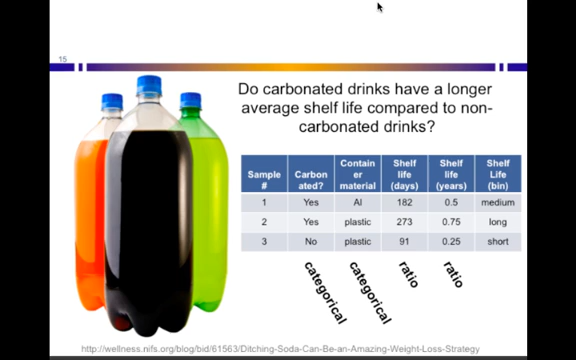 15
Do carbonated drinks have a longer
average shelf life compared to non-
carbonated drinks?
Sample # Carbon ated? Contain er material Shelf life (days) Shelf life (years) Shelf Life (bin)
1 Yes Al 182 0.5 medium
2 Yes plastic 273 0.75 long
3 No plastic 91 0.25 short
categorical categorical ratio ratio
http://wellness.nifs.org/blog/bid/61563/Ditching-Soda-Can-Be-an-Amazing-Weight-Loss-Strategy